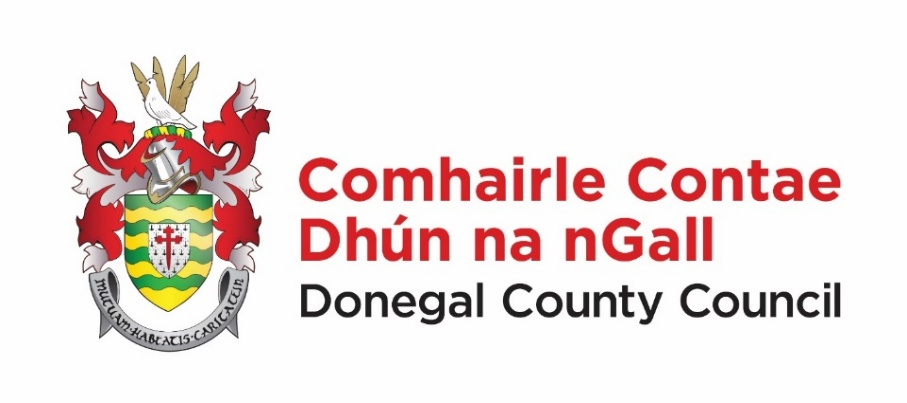 Comhairle Contae
Dhún na nGall
Donegal County Council
MUTUAM·HABEATIS·CARITATEM